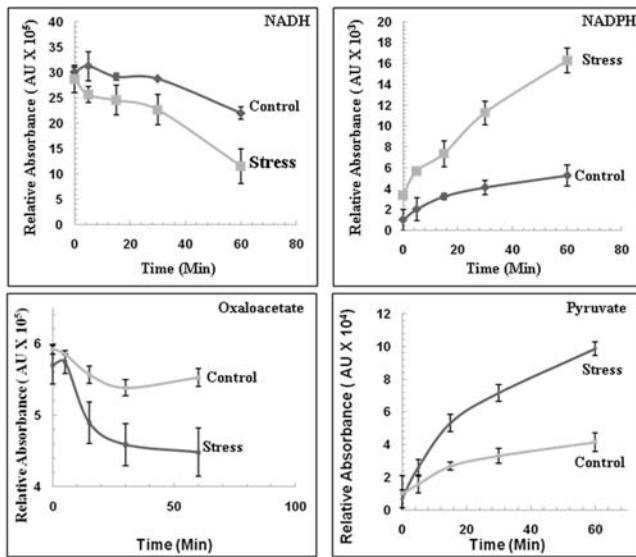 NADH
Relative Absorbance ( AU X 10⁵)
40
35
30
25
20
15
10
5
0
Control
Stress
0 20 40 60 80
Time (Min)
NADPH
Relative Absorbance ( AU X 10³)
20
18
16
14
12
10
8
6
4
2
0
Stress
Control
0 20 40 60 80
Time (Min)
Oxaloacetate
Relative Absorbance ( AU X 10⁵)
6
5
4
Control
Stress
0 50 100
Time (Min)
Pyruvate
Relative Absorbance ( AU X 10⁴)
12
10
8
6
4
2
0
Stress
Control
0 20 40 60
Time (Min)